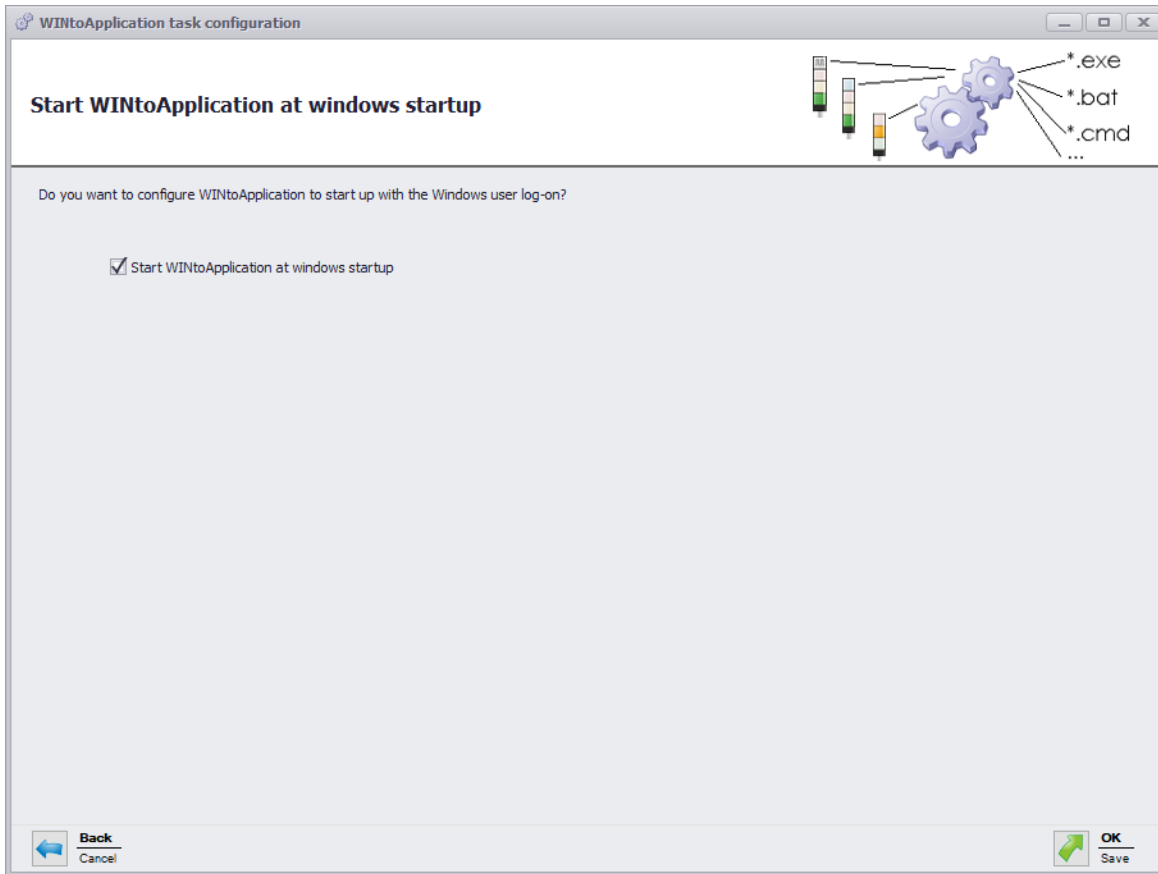 WINtoApplication task configuration
Start WINtoApplication at windows startup
*.exe
*.bat
*.cmd
...
Do you want to configure WINtoApplication to start up with the Windows user log-on?
Start WINtoApplication at windows startup
Back
Cancel
OK
Save